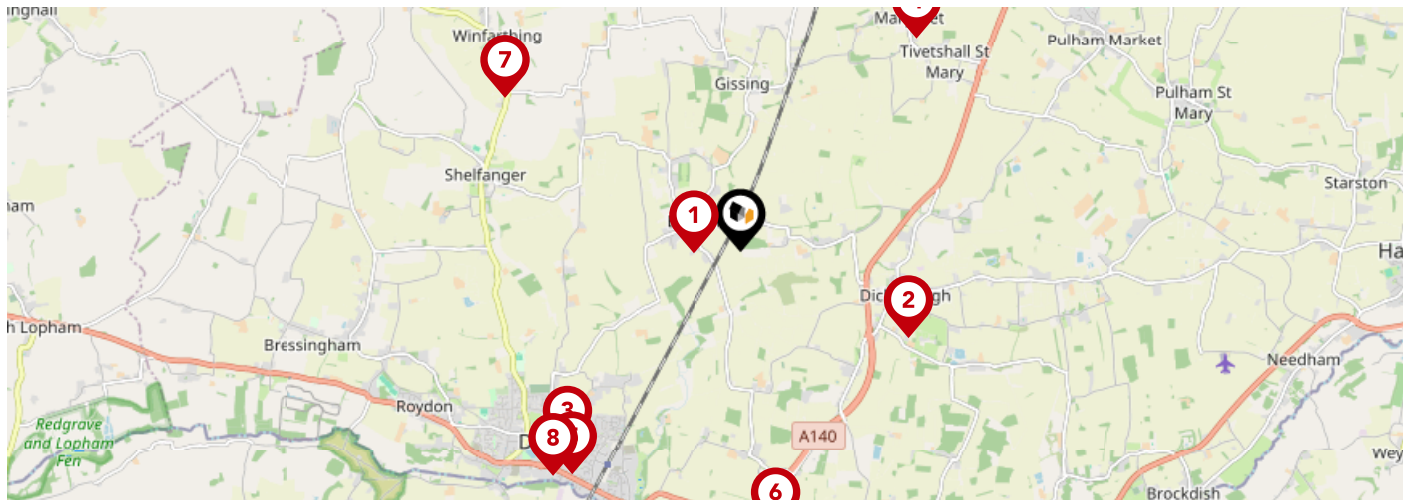 Winfarthing
7
Tivetshall St
Mary
Pulham Market
Gissing
Pulham St
Mary
Shelfanger
Starston
1
2
h Lopham
Bressingham
Needham
Roydon
3
8
Redgrave
and Lopham
Fen
A140
6
Brockdish